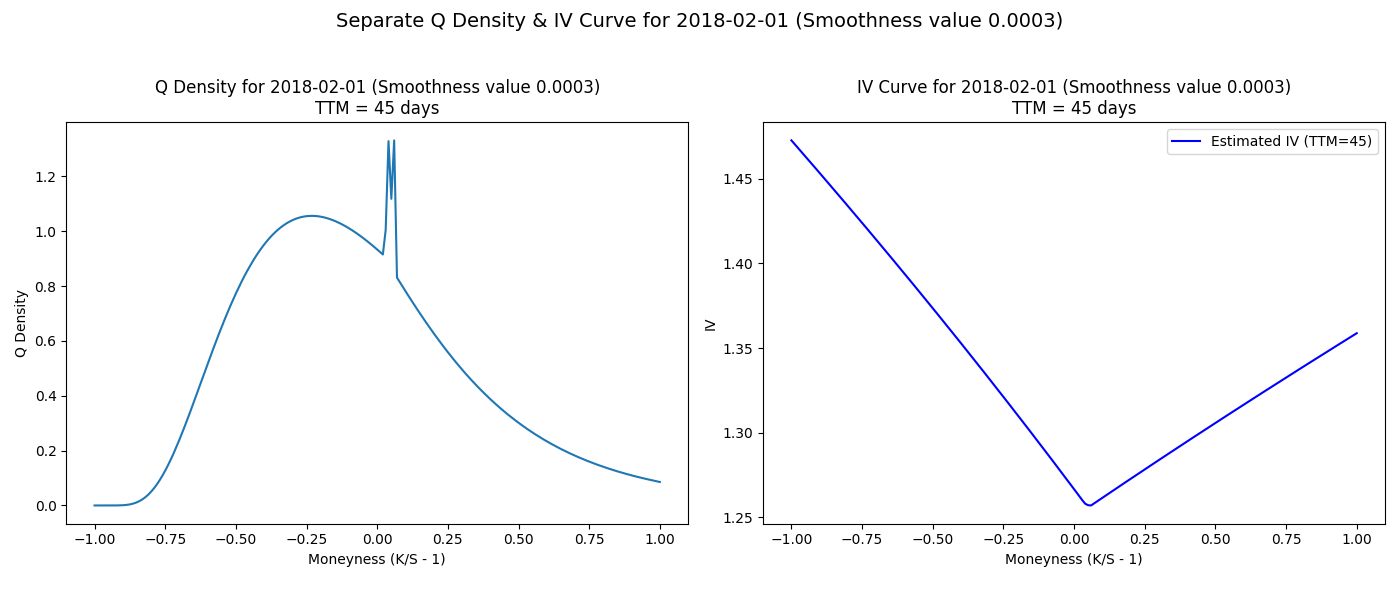 Separate Q Density & IV Curve for 2018-02-01 (Smoothness value 0.0003)
Q Density for 2018-02-01 (Smoothness value 0.0003)
TTM = 45 days
Q Density
1.2
1.0
0.8
0.6
0.4
0.2
0.0
−1.00 −0.75 −0.50 −0.25 0.00 0.25 0.50 0.75 1.00
Moneyness (K/S - 1)
IV Curve for 2018-02-01 (Smoothness value 0.0003)
TTM = 45 days
Estimated IV (TTM=45)
IV
1.45
1.40
1.35
1.30
1.25
−1.00 −0.75 −0.50 −0.25 0.00 0.25 0.50 0.75 1.00
Moneyness (K/S - 1)